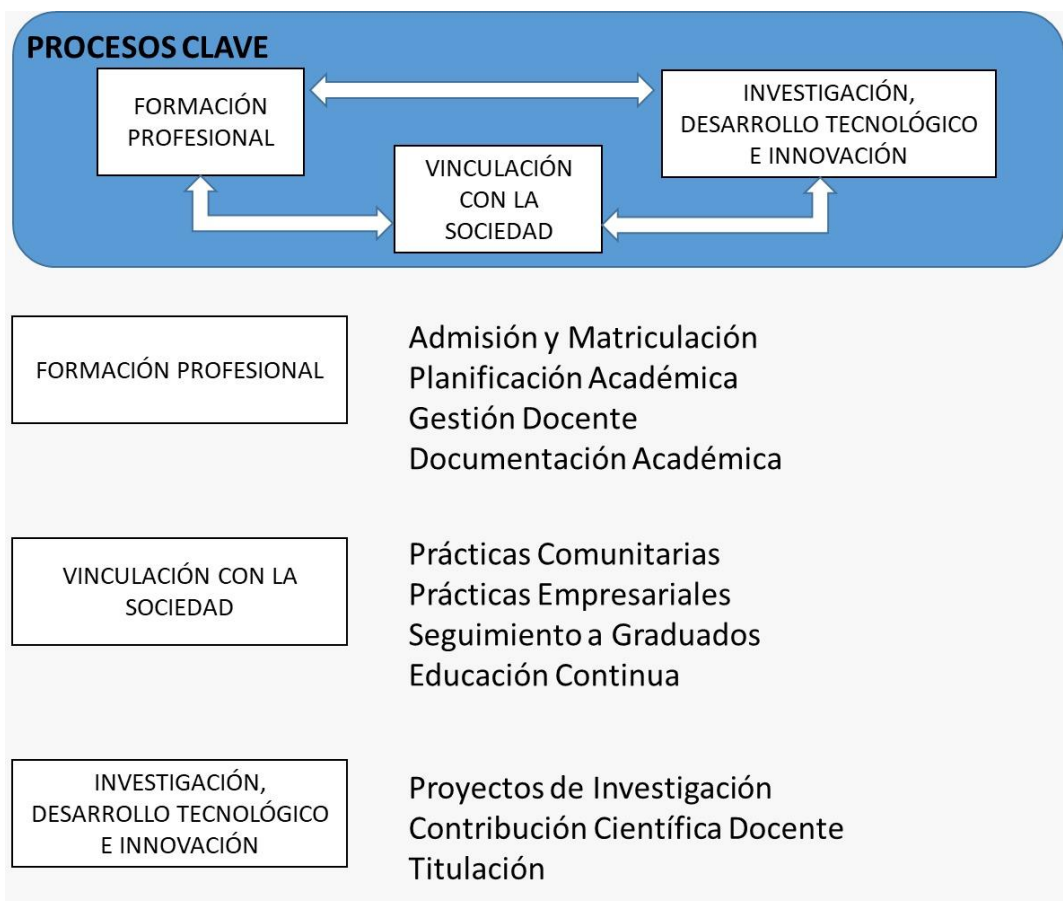 PROCESOS CLAVE
FORMACIÓN
PROFESIONAL
INVESTIGACIÓN,
DESARROLLO TECNOLÓGICO
E INNOVACIÓN
VINCULACIÓN
CON LA
SOCIEDAD
FORMACIÓN PROFESIONAL
Admisión y Matriculación
Planificación Académica
Gestión Docente
Documentación Académica
VINCULACIÓN CON LA
SOCIEDAD
Prácticas Comunitarias
Prácticas Empresariales
Seguimiento a Graduados
Educación Continua
INVESTIGACIÓN,
DESARROLLO TECNOLÓGICO
E INNOVACIÓN
Proyectos de Investigación
Contribución Científica Docente
Titulación